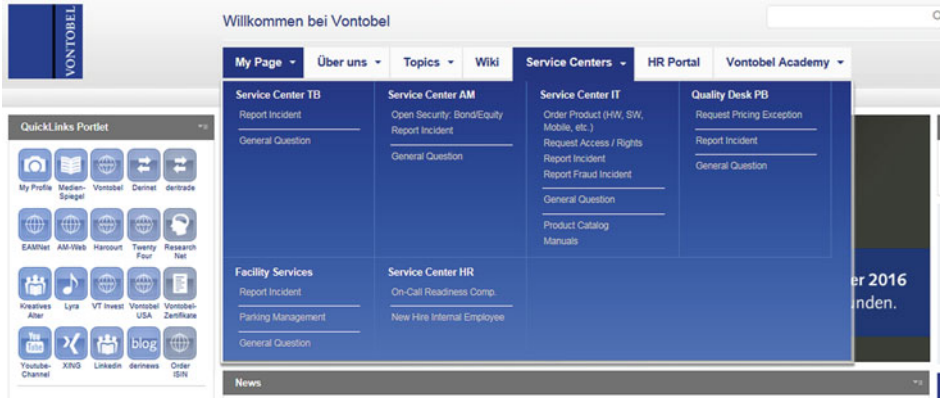 VONTOBEL
Willkommen bei Vontobel
My Page
Über uns
Topics
Wiki
Service Centers
HR Portal
Vontobel Academy
Service Center TB
Report Incident
General Question
Service Center AM
Open Security: Bond/Equity
Report Incident
General Question
Service Center IT
Order Product (HW, SW,
Mobile, etc.)
Request Access / Rights
Report Incident
Report Fraud Incident
General Question
Product Catalog
Manuals
Quality Desk PB
Request Pricing Exception
Report Incident
General Question
Facility Services
Report Incident
Parking Management
General Question
Service Center HR
On-Call Readiness Comp.
New Hire Internal Employee
QuickLinks Portlet
My Profile
Medien-
Spiegel
Vontobel
Derinet
deritrade
EAMNet
AM-Web
Harcourt
Twenty
Four
Research
Net
Kreatives
Alter
Lyra
VT Invest
Vontobel
USA
Vontobel-
Zertifikate
You
Tube
blog
Youtube-
Channel
XING
Linkedin
derinews
Order
ISIN
er 2016
nden.
News